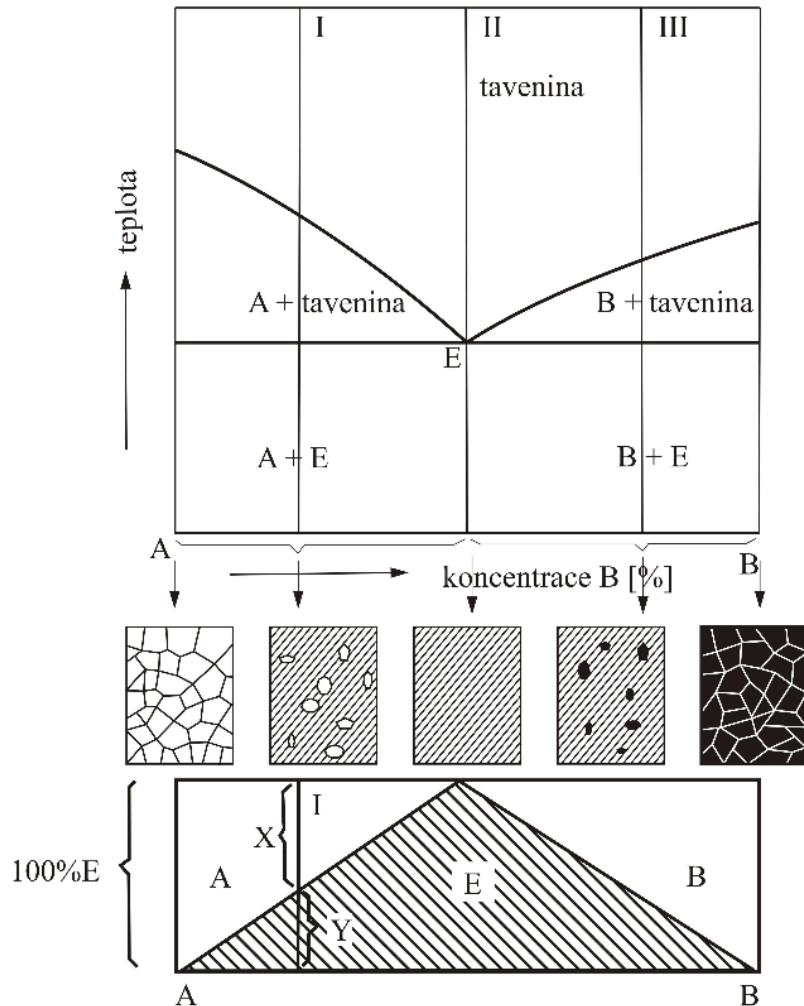 I
II
III
tavenina
teplota
A + tavenina
B + tavenina
E
A + E
B + E
A
koncentrace B [%]
B
100%E
X
I
A
E
B
Y
A
B